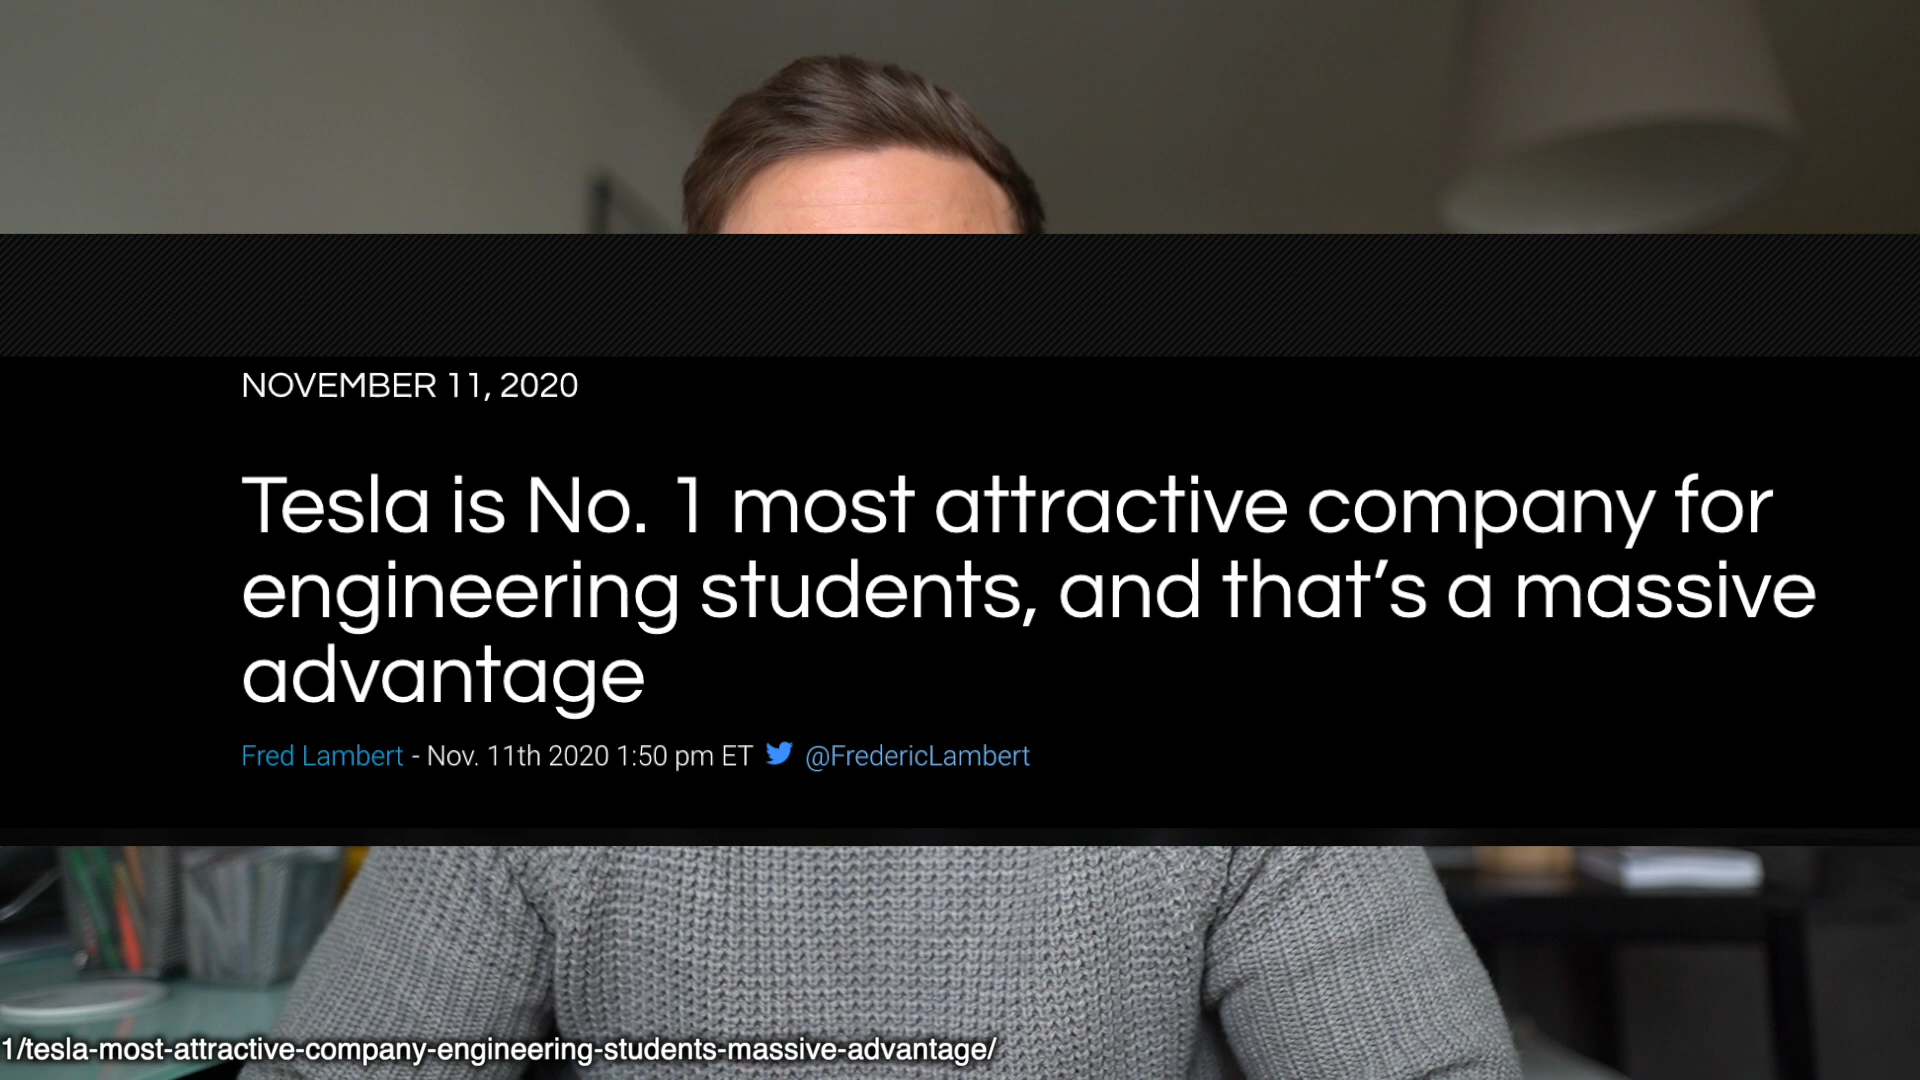 NOVEMBER 11, 2020
Tesla is No. 1 most attractive company for
engineering students, and that’s a massive
advantage
Fred Lambert - Nov. 11th 2020 1:50 pm ET @FredericLambert
1/tesla-most-attractive-company-engineering-students-massive-advantage/